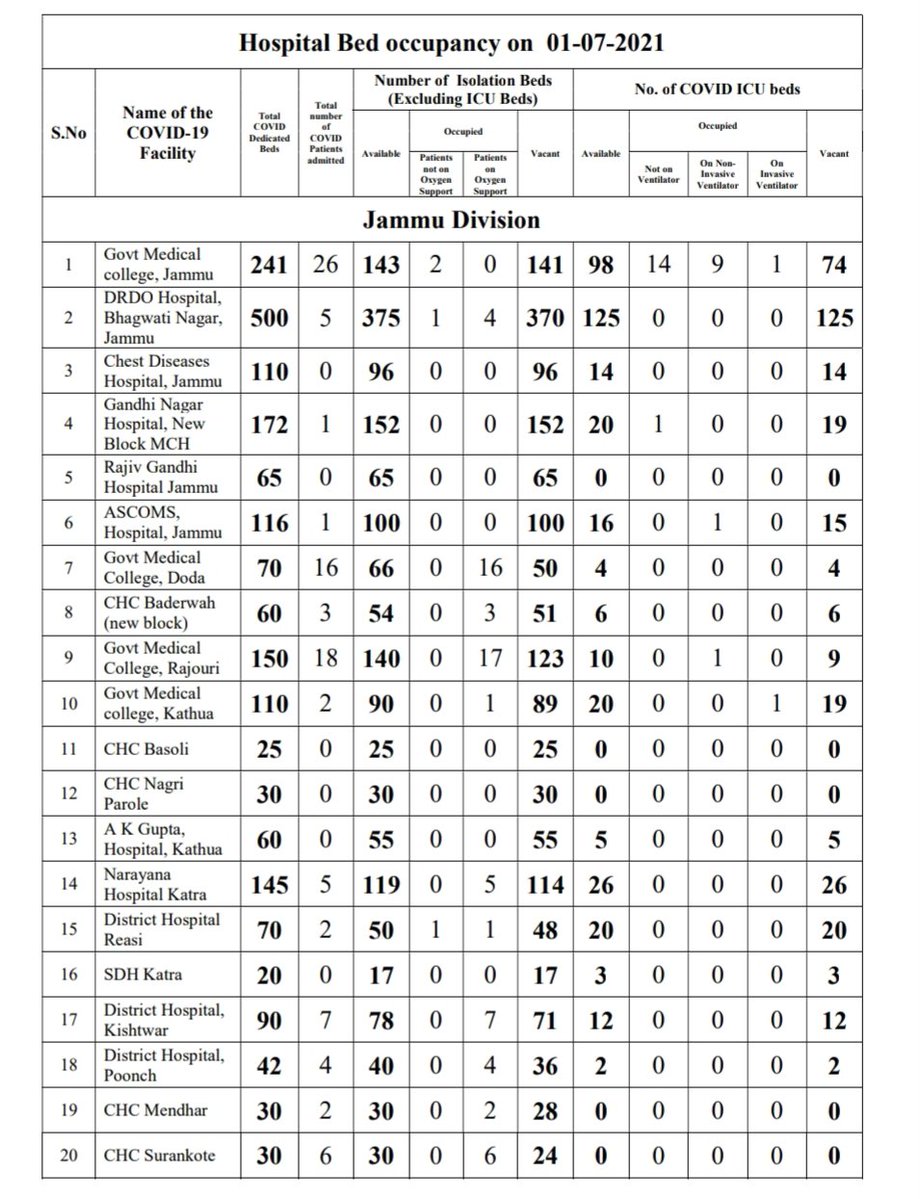 Hospital Bed occupancy on 01-07-2021
S.No
Name of the
COVID-19
Facility
Total
COVID
Dedicated
Beds
Total
number
of
COVID
Patients
admitted
Number of Isolation Beds
(Excluding ICU Beds)
No. of COVID ICU beds
Available
Occupied
Patients
not on
Oxygen
Support
Patients
on
Oxygen
Support
Vacant
Available
Occupied
Not on
Ventilator
On Non-
Invasive
Ventilator
On
Invasive
Ventilator
Vacant
Jammu Division
1 Govt Medical
college, Jammu 241 26 143 2 0 141 98 14 9 1 74
2 DRDO Hospital,
Bhagwati Nagar,
Jammu 500 5 375 1 4 370 125 0 0 0 125
3 Chest Diseases
Hospital, Jammu 110 0 96 0 0 96 14 0 0 0 14
4 Gandhi Nagar
Hospital, New
Block MCH 172 1 152 0 0 152 20 1 0 0 19
5 Rajiv Gandhi
Hospital Jammu 65 0 65 0 0 65 0 0 0 0 0
6 ASCOMS,
Hospital, Jammu 116 1 100 0 0 100 16 0 1 0 15
7 Govt Medical
College, Doda 70 16 66 0 16 50 4 0 0 0 4
8 CHC Baderwah
(new block) 60 3 54 0 3 51 6 0 0 0 6
9 Govt Medical
College, Rajouri 150 18 140 0 17 123 10 0 1 0 9
10 Govt Medical
college, Kathua 110 2 90 0 1 89 20 0 0 1 19
11 CHC Basoli 25 0 25 0 0 25 0 0 0 0 0
12 CHC Nagri
Parole 30 0 30 0 0 30 0 0 0 0 0
13 A K Gupta,
Hospital, Kathua 60 0 55 0 0 55 5 0 0 0 5
14 Narayana
Hospital Katra 145 5 119 0 5 114 26 0 0 0 26
15 District Hospital
Reasi 70 2 50 1 1 48 20 0 0 0 20
16 SDH Katra 20 0 17 0 0 17 3 0 0 0 3
17 District Hospital,
Kishtwar 90 7 78 0 7 71 12 0 0 0 12
18 District Hospital,
Poonch 42 4 40 0 4 36 2 0 0 0 2
19 CHC Mendhar 30 2 30 0 2 28 0 0 0 0 0
20 CHC Surankote 30 6 30 0 6 24 0 0 0 0 0